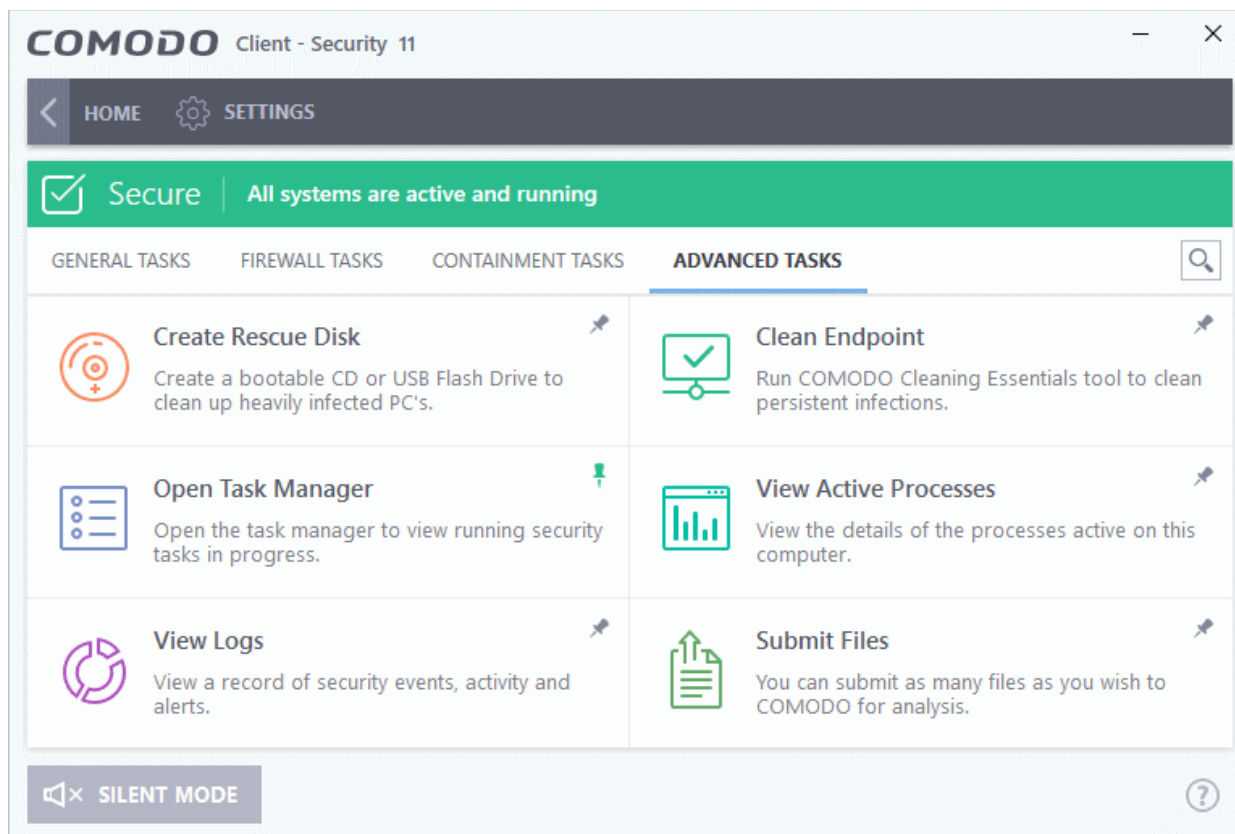 COMODO Client - Security 11
HOME SETTINGS
Secure All systems are active and running
GENERAL TASKS FIREWALL TASKS CONTAINMENT TASKS ADVANCED TASKS
Create Rescue Disk
Create a bootable CD or USB Flash Drive to
clean up heavily infected PC's.
Clean Endpoint
Run COMODO Cleaning Essentials tool to clean
persistent infections.
Open Task Manager
Open the task manager to view running security
tasks in progress.
View Active Processes
View the details of the processes active on this
computer.
View Logs
View a record of security events, activity and
alerts.
Submit Files
You can submit as many files as you wish to
COMODO for analysis.
SILENT MODE
?